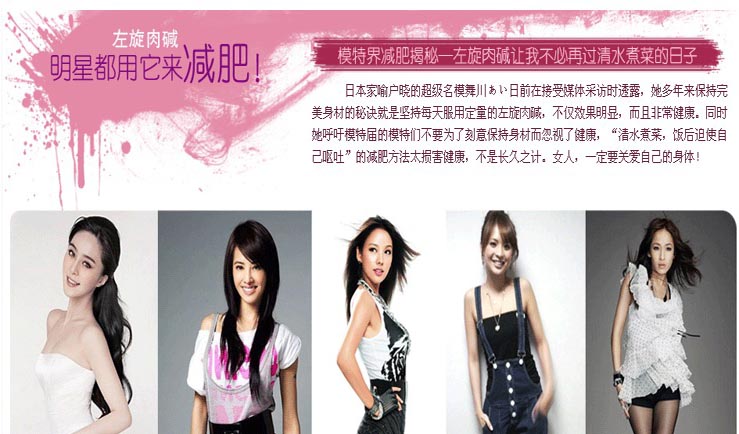 左旋肉碱
明星都用它来减肥!
模特界减肥揭秘—左旋肉碱让我不必再过清水煮菜的日子
日本家喻户晓的超级名模舞川あい日前在接受媒体采访时透露，她多年来保持完
美身材的秘诀就是坚持每天服用定量的左旋肉碱，不仅效果明显，而且非常健康。同时
她呼吁模特届的模特们不要为了刻意保持身材而忽视了健康，“清水煮菜，饭后迫使自
己呕吐”的减肥方法太损害健康，不是长久之计。女人，一定要关爱自己的身体！